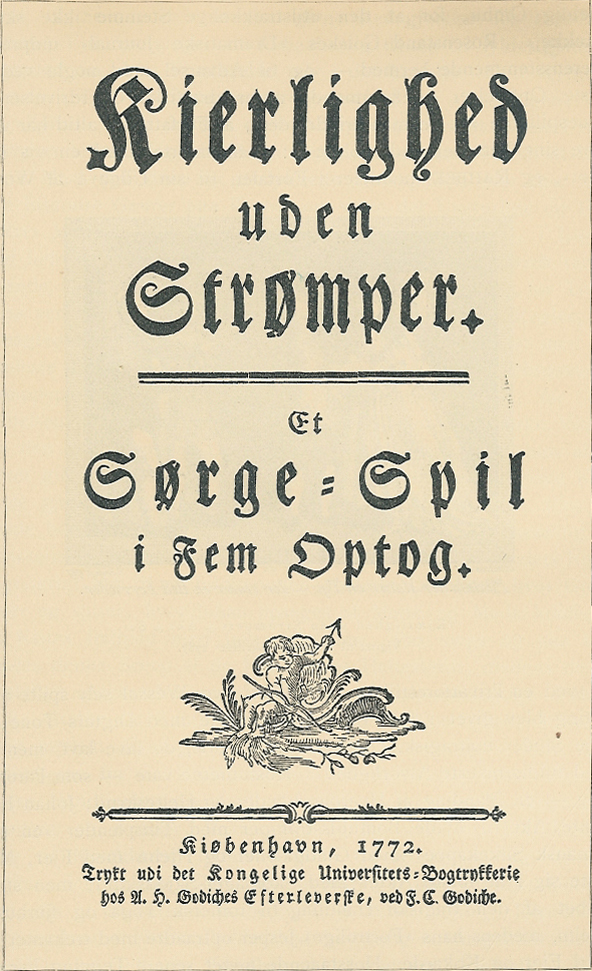 Kierlighed
uden
Strømper.
Et
Sørge-Spil
i Fem Optog.
Kiøbenhavn, 1772.
Trykt udi det Kongelige Universitets-Bogtrykkerie
hos A. H. Godiches Efterleverske, ved F. C. Godiche.